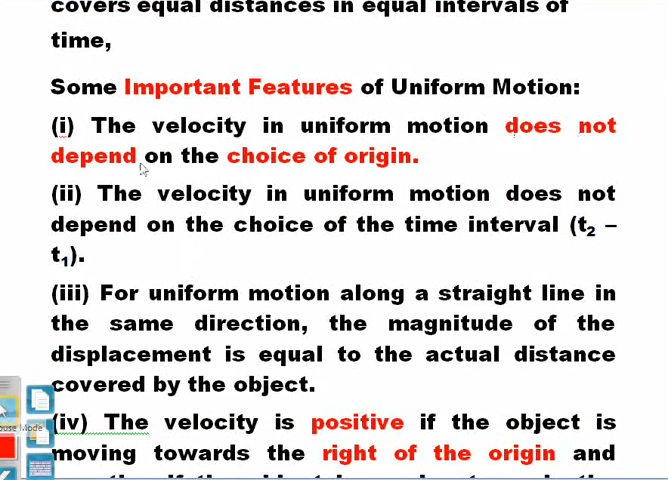 covers equal distances in equal intervals of
time,
Some Important Features of Uniform Motion:
(i) The velocity in uniform motion does not
depend on the choice of origin.
(ii) The velocity in uniform motion does not
depend on the choice of the time interval (t₂ –
t₁).
(iii) For uniform motion along a straight line in
the same direction, the magnitude of the
displacement is equal to the actual distance
covered by the object.
(iv) The velocity is positive if the object is
ouse Mode
moving towards the right of the origin and